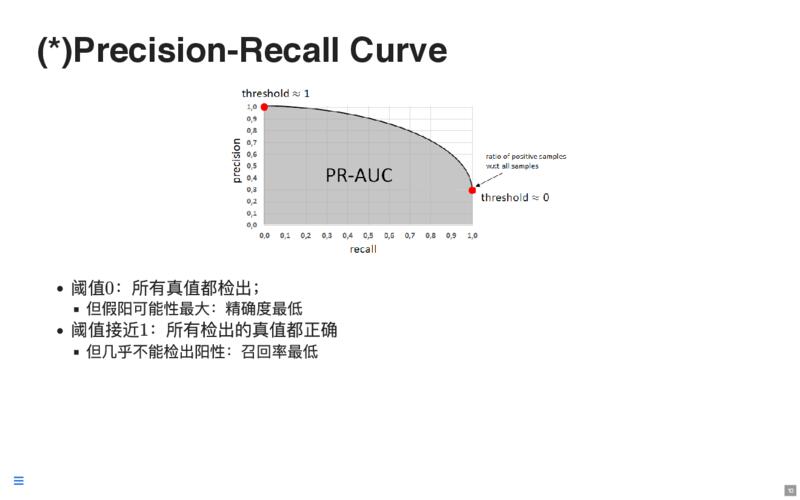 (*)Precision-Recall Curve
threshold ≈ 1
1,0
0,9
0,8
0,7
0,6
0,5
0,4
0,3
0,2
0,1
0,0
precision
PR-AUC
ratio of positive samples
w.r.t all samples
threshold ≈ 0
0,0 0,1 0,2 0,3 0,4 0,5 0,6 0,7 0,8 0,9 1,0
recall
• 阈值0：所有真值都检出；
▪ 但假阳可能性最大：精确度最低
• 阈值接近1：所有检出的真值都正确
▪ 但几乎不能检出阳性：召回率最低
10